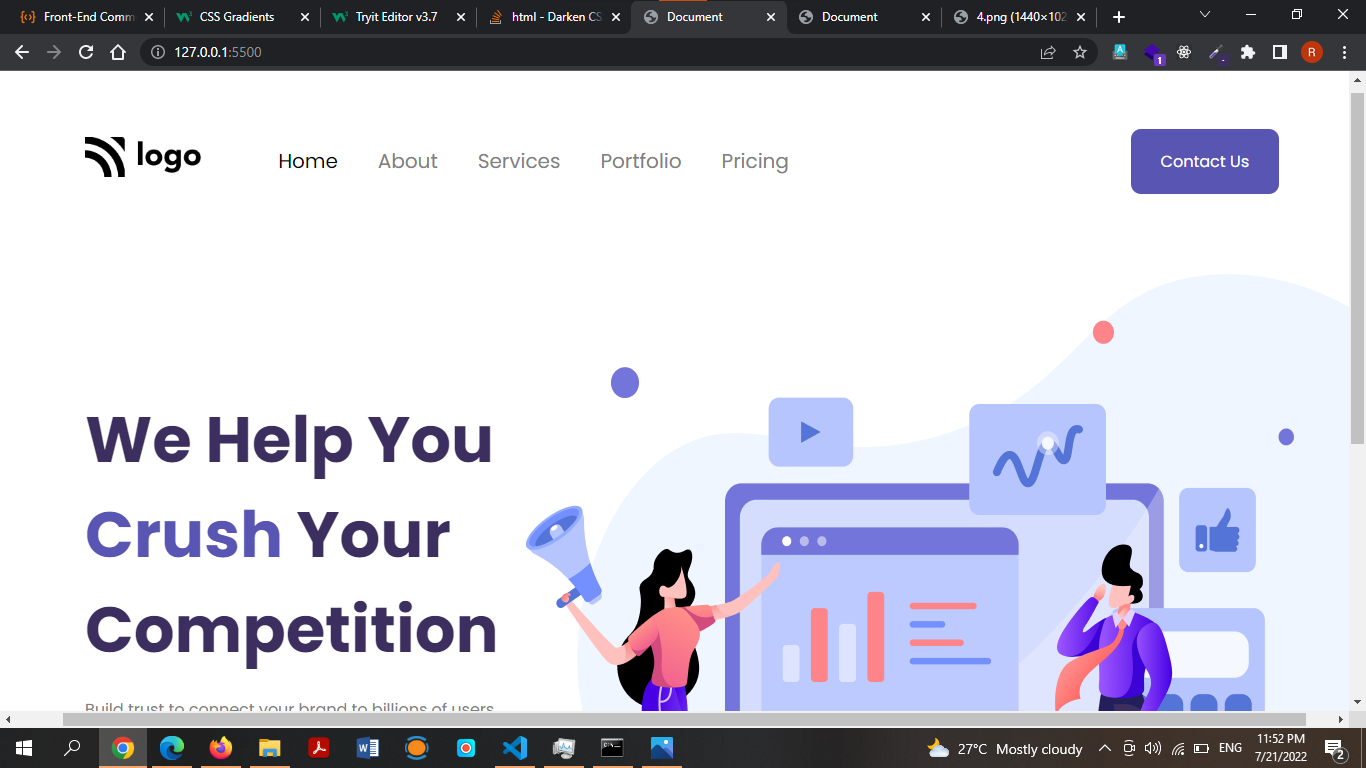 Front-End Comm
CSS Gradients
Tryit Editor v3.7
html - Darken CS
Document
Document
4.png (1440×102
127.0.0.1:5500
1
R
logo
Home
About
Services
Portfolio
Pricing
Contact Us
We Help You
Crush Your
Competition
Build trust to connect your brand to billions of users
27°C Mostly cloudy
ENG
11:52 PM
7/21/2022
2